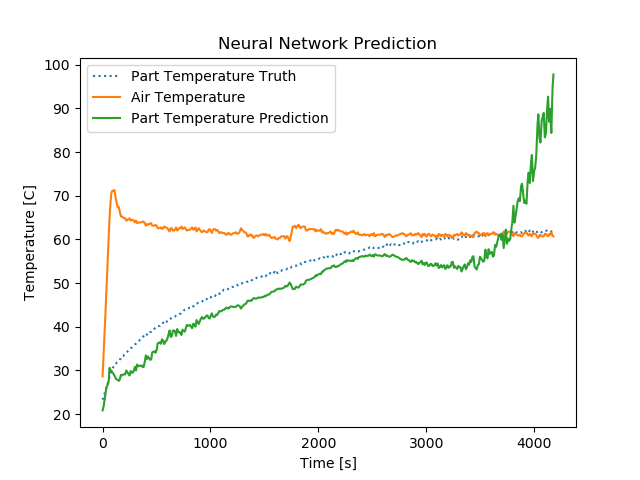 Neural Network Prediction
Part Temperature Truth
Air Temperature
Part Temperature Prediction
100
90
80
70
60
50
40
30
20
Temperature [C]
0 1000 2000 3000 4000
Time [s]